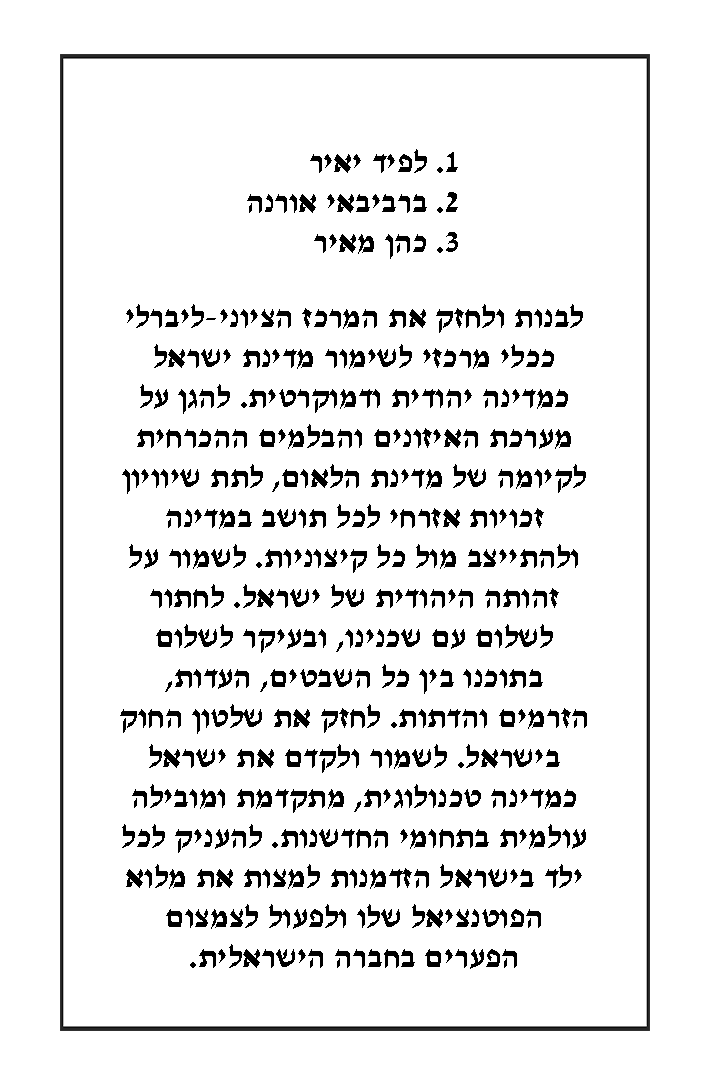 1. לפיד יאיר
2. ברביבאי אורנה
3. כהן מאיר
לבנות ולחזק את המרכז הציוני-ליברלי
ככלי מרכזי לשימור מדינת ישראל
כמדינה יהודית ודמוקרטית. להגן על
מערכת האיזונים והבלמים ההכרחית
לקיומה של מדינת הלאום, לתת שיוויון
זכויות אזרחי לכל תושב במדינה
ולהתייצב מול כל קיצוניות. לשמור על
זהותה היהודית של ישראל. לחתור
לשלום עם שכנינו, ובעיקר לשלום
בתוכנו בין כל השבטים, העדות,
הזרמים והדתות. לחזק את שלטון החוק
בישראל. לשמור ולקדם את ישראל
כמדינה טכנולוגית, מתקדמת ומובילה
עולמית בתחומי החדשנות. להעניק לכל
ילד בישראל הזדמנות למצות את מלוא
הפוטנציאל שלו ולפעול לצמצום
הפערים בחברה הישראלית.